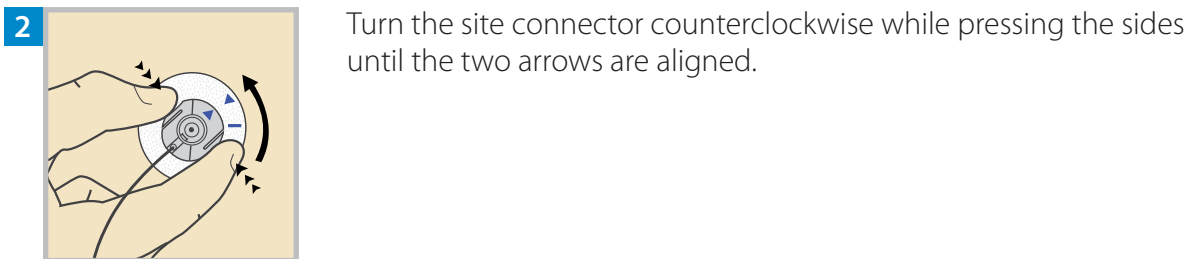 2
Turn the site connector counterclockwise while pressing the sides
until the two arrows are aligned.